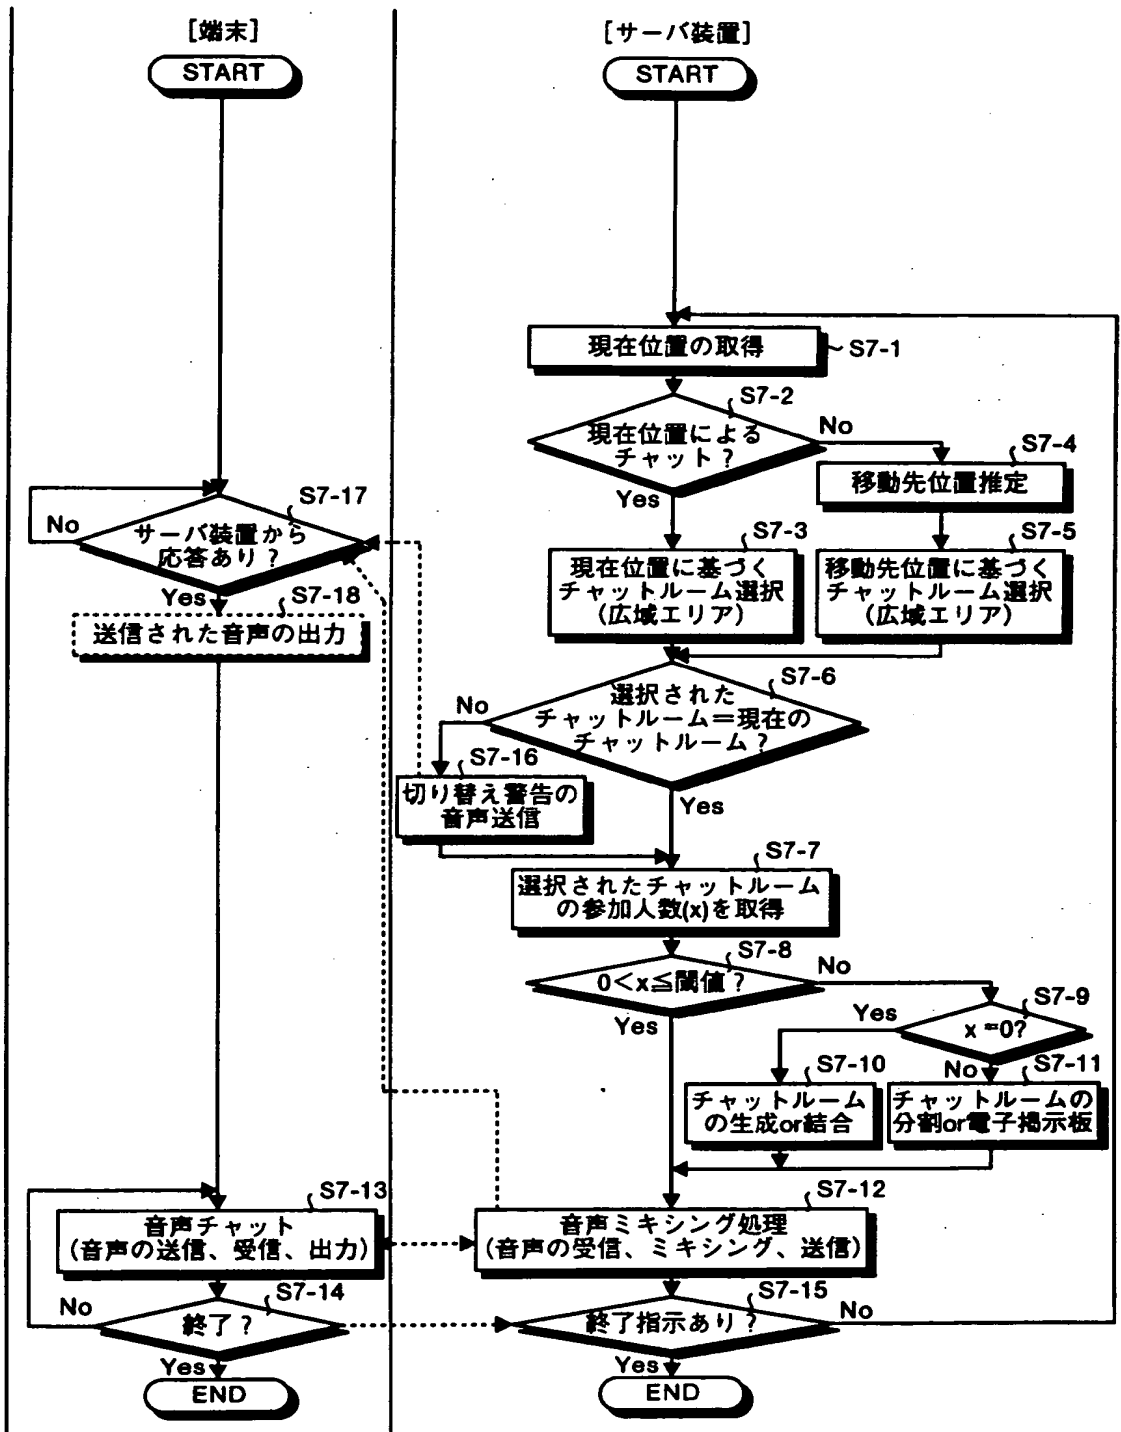 [端末]
START
S7-17
サーバ装置から
応答あり？
No
Yes
S7-18
送信された音声の出力
S7-13
音声チャット
(音声の送信、受信、出力)
S7-14
終了？
No
Yes
END
[サーバ装置]
START
現在位置の取得
S7-1
S7-2
現在位置による
チャット？
No
Yes
S7-4
移動先位置推定
S7-3
現在位置に基づく
チャットルーム選択
(広域エリア)
S7-5
移動先位置に基づく
チャットルーム選択
(広域エリア)
S7-6
選択された
チャットルーム＝現在の
チャットルーム？
No
Yes
S7-16
切り替え警告の
音声送信
S7-7
選択されたチャットルーム
の参加人数(x)を取得
S7-8
0＜x≦閾値？
No
Yes
S7-9
x=0?
Yes
No
S7-10
チャットルーム
の生成or結合
S7-11
チャットルームの
分割or電子掲示板
S7-12
音声ミキシング処理
(音声の受信、ミキシング、送信)
S7-15
終了指示あり？
No
Yes
END